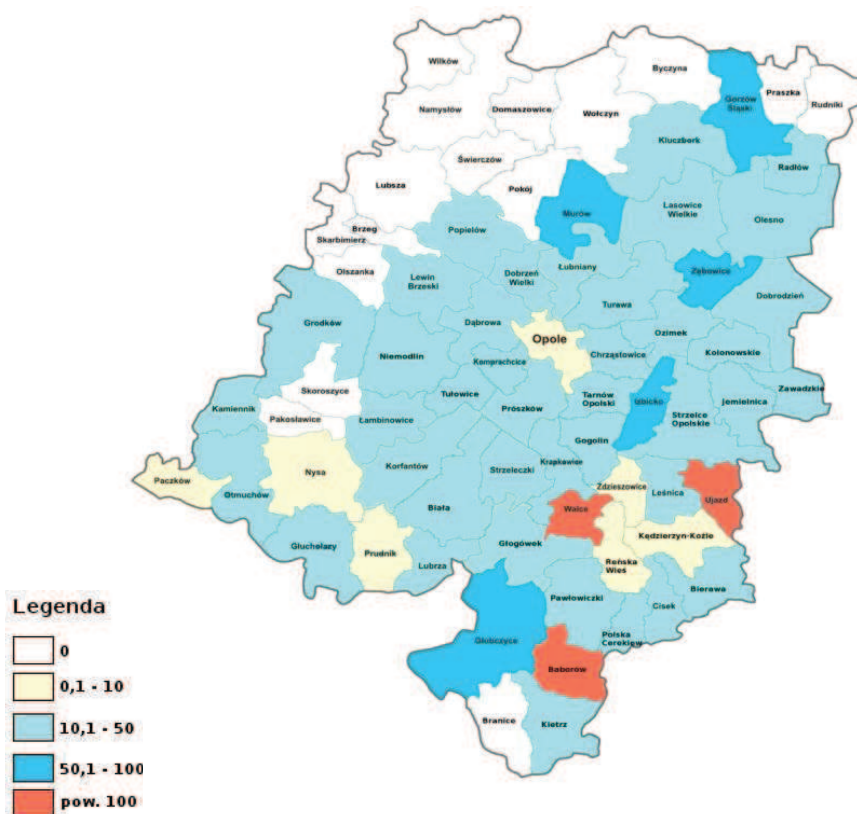 Wilków
Byczyna
Gorzów
Śląski
Praszka
Rudniki
Namysłów
Domaszowice
Wołczyn
Kluczbork
Świerczów
Radłów
Lubsza
Pokój
Murów
Lasowice
Wielkie
Olesno
Brzeg
Skarbimierz
Popielów
Olszanka
Lewin
Brzeski
Dobrzeń
Wielki
Łubniany
Zębowice
Dobrodzień
Turawa
Grodków
Dąbrowa
Opole
Ozimek
Niemodlin
Komprachcice
Chrząstowice
Kolonowskie
Skoroszyce
Tułowice
Prószków
Tarnów
Opolski
Izbicko
Jemielnica
Zawadzkie
Kamiennik
Pakosławice
Łambinowice
Strzelce
Opolskie
Gogolin
Paczków
Otmuchów
Nysa
Korfantów
Strzeleczki
Krapkowice
Zdzieszowice
Leśnica
Ujazd
Biała
Walce
Kędzierzyn-Koźle
Głuchołazy
Prudnik
Lubrza
Głogówek
Reńska
Wieś
Bierawa
Pawłowiczki
Cisek
Polska
Cerekiew
Głubczyce
Baborów
Branice
Kietrz
Legenda
0
0,1 - 10
10,1 - 50
50,1 - 100
pow. 100